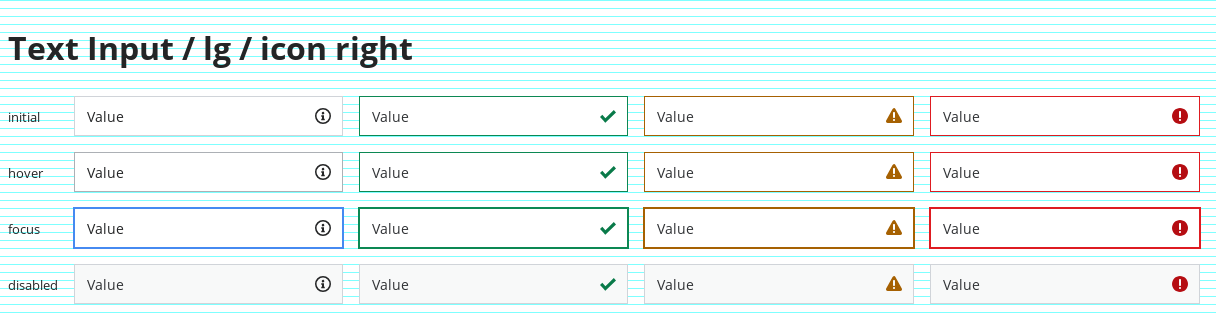 Text Input / lg / icon right
initial Value Value Value Value
hover Value Value Value Value
focus Value Value Value Value
disabled Value Value Value Value